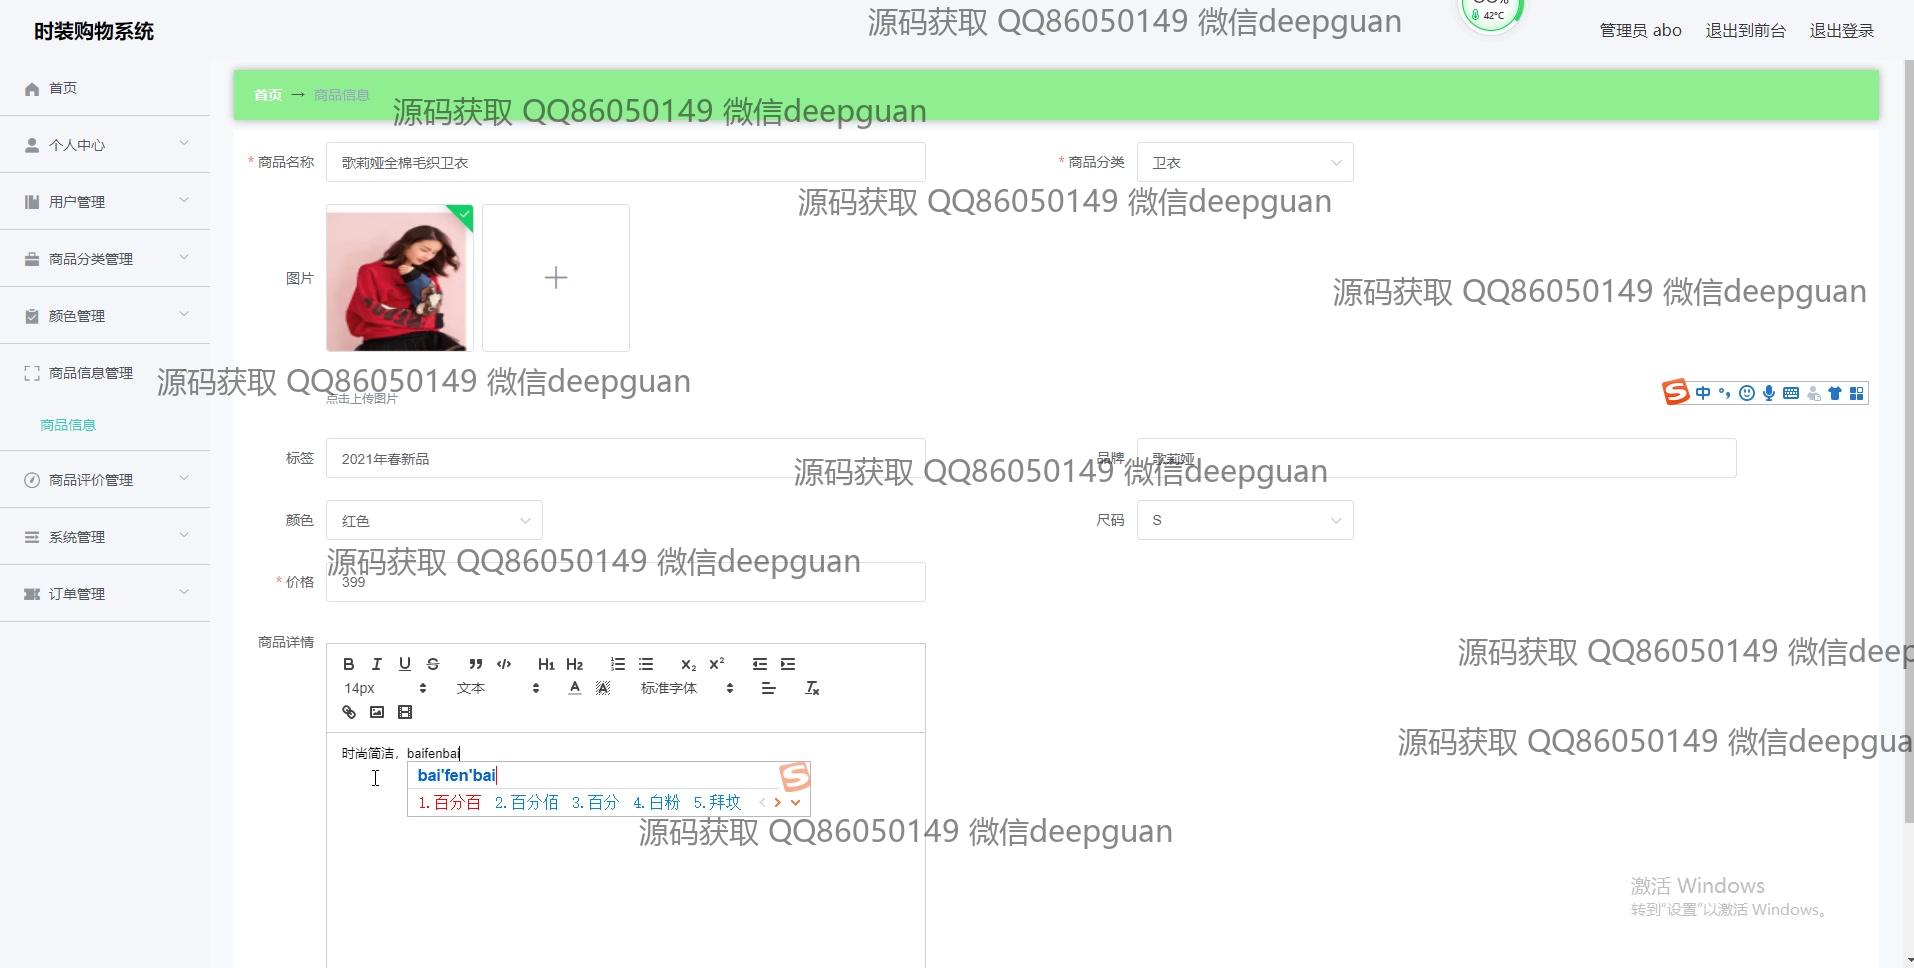 时装购物系统
源码获取 QQ86050149 微信deepguan
42°C
管理员 abo 退出到前台 退出登录
首页
首页 → 商品信息
源码获取 QQ86050149 微信deepguan
个人中心
* 商品名称 歌莉娅全棉毛织卫衣 * 商品分类 卫衣
用户管理
源码获取 QQ86050149 微信deepguan
商品分类管理
图片
源码获取 QQ86050149 微信deepguan
颜色管理
商品信息管理
源码获取 QQ86050149 微信deepguan
点击上传图片
中
商品信息
标签 2021年春新品 品牌 歌莉娅
源码获取 QQ86050149 微信deepguan
商品评价管理
颜色 红色 尺码 S
系统管理
源码获取 QQ86050149 微信deepguan
* 价格 399
订单管理
商品详情
源码获取 QQ86050149 微信deep
B I U S H1 H2 x2 x2
14px 文本 A A 标准字体 Tx
源码获取 QQ86050149 微信deepgua
时尚简洁，baifenbai
bai'fen'bai
1.百分百 2.百分佰 3.百分 4.白粉 5.拜坟
源码获取 QQ86050149 微信deepguan
激活 Windows
转到"设置"以激活 Windows。